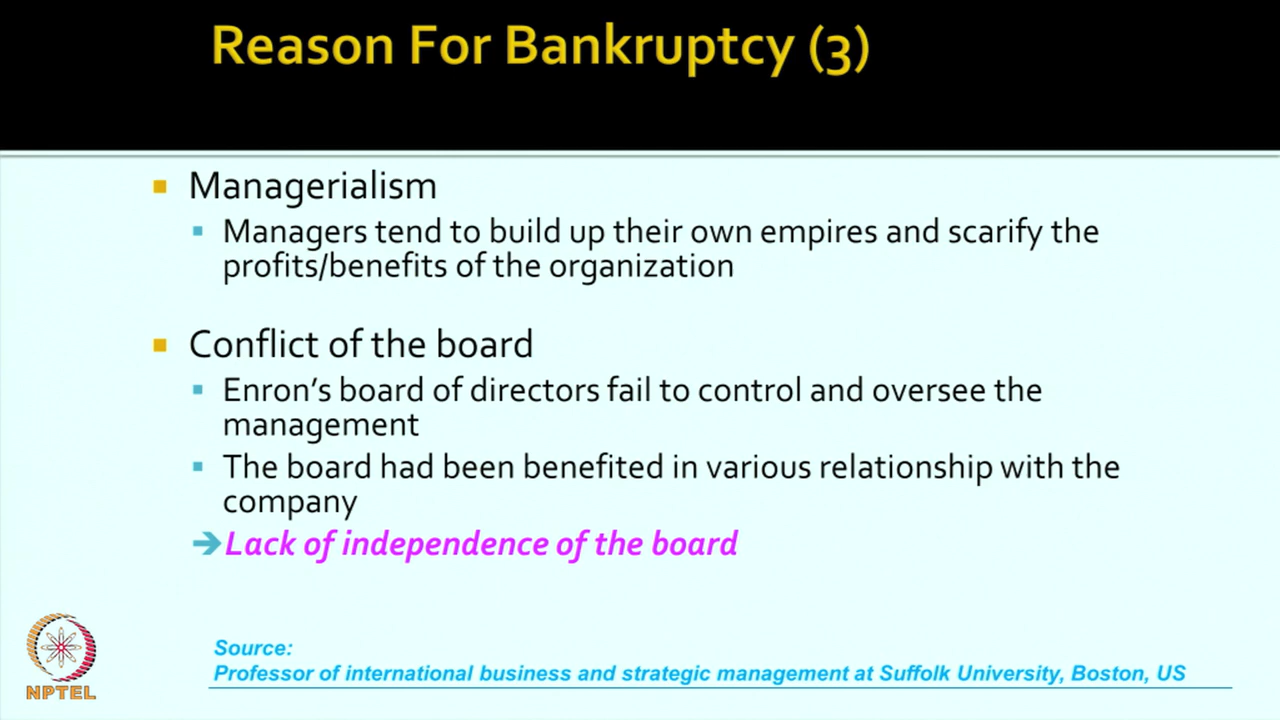 Reason For Bankruptcy (3)
Managerialism
Managers tend to build up their own empires and scarify the
profits/benefits of the organization
Conflict of the board
Enron's board of directors fail to control and oversee the
management
The board had been benefited in various relationship with the
company
➔Lack of independence of the board
Source:
Professor of international business and strategic management at Suffolk University, Boston, US
NPTEL